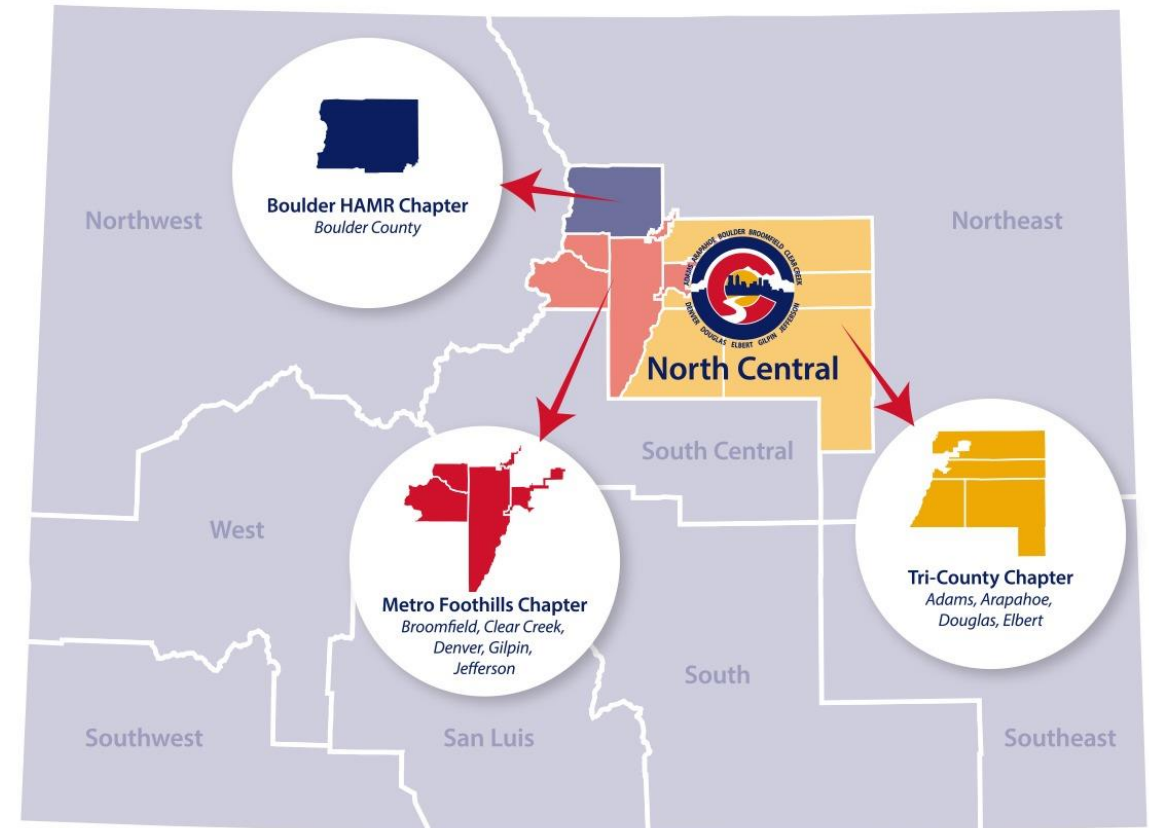 Boulder HAMR Chapter
Boulder County
Northwest
Northeast
ADAMS ARAPAHOE BOULDER BROOMFIELD CLEAR CREEK
DENVER DOUGLAS ELBERT GILPIN JEFFERSON
North Central
South Central
West
Metro Foothills Chapter
Broomfield, Clear Creek,
Denver, Gilpin,
Jefferson
Tri-County Chapter
Adams, Arapahoe,
Douglas, Elbert
South
Southwest
San Luis
Southeast